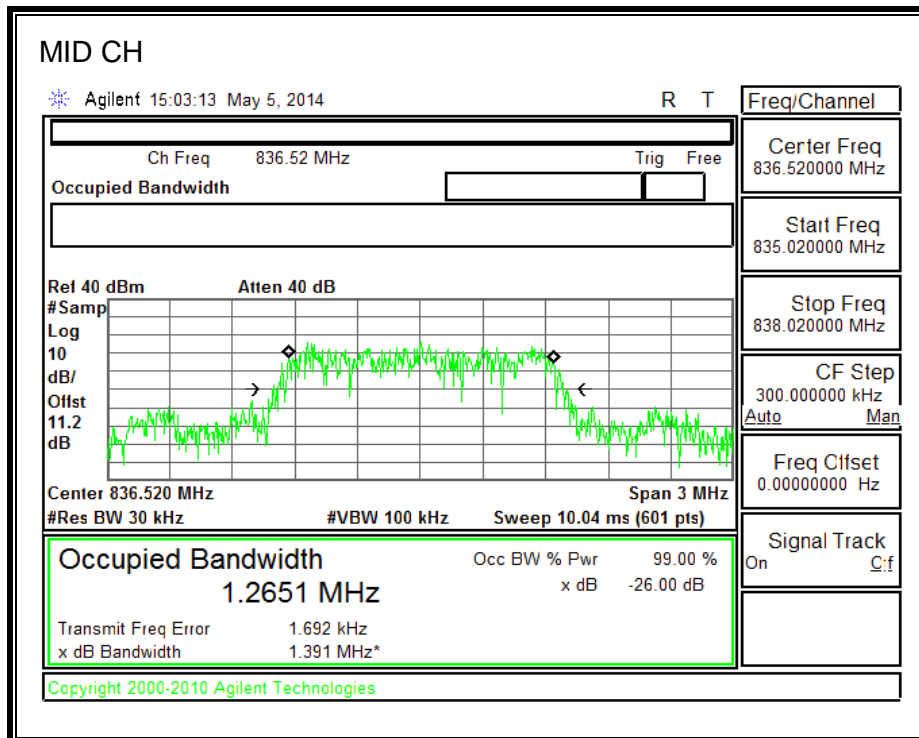 MID CH
Agilent 15:03:13 May 5, 2014 R T
Freq/Channel
Ch Freq 836.52 MHz Trig Free
Occupied Bandwidth
Center Freq
836.520000 MHz
Start Freq
835.020000 MHz
Stop Freq
838.020000 MHz
CF Step
300.000000 kHz
Auto Man
Freq Offset
0.00000000 Hz
Signal Track
On Off
Ref 40 dBm Atten 40 dB
#Samp
Log
10
dB/
Offst
11.2
dB
Center 836.520 MHz Span 3 MHz
#Res BW 30 kHz #VBW 100 kHz Sweep 10.04 ms (601 pts)
Occupied Bandwidth Occ BW % Pwr 99.00 %
1.2651 MHz x dB -26.00 dB
Transmit Freq Error 1.692 kHz
x dB Bandwidth 1.391 MHz*
Copyright 2000-2010 Agilent Technologies